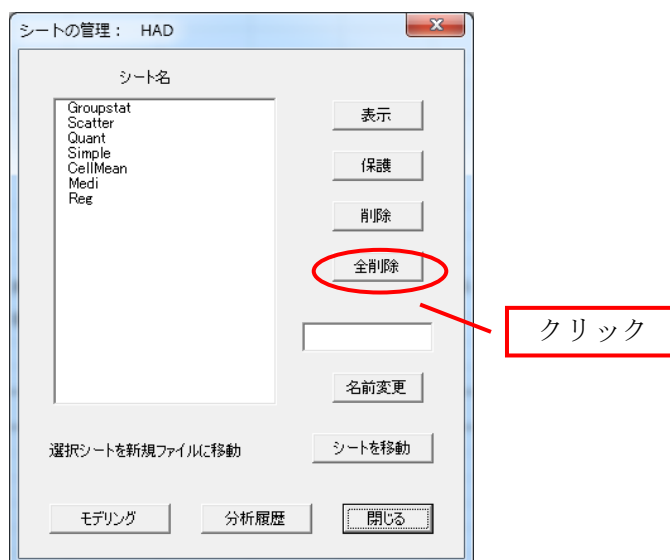 シートの管理： HAD
シート名
Groupstat
Scatter
Quant
Simple
CellMean
Medi
Reg
表示
保護
削除
全削除
クリック
名前変更
選択シートを新規ファイルに移動
シートを移動
モデリング
分析履歴
閉じる